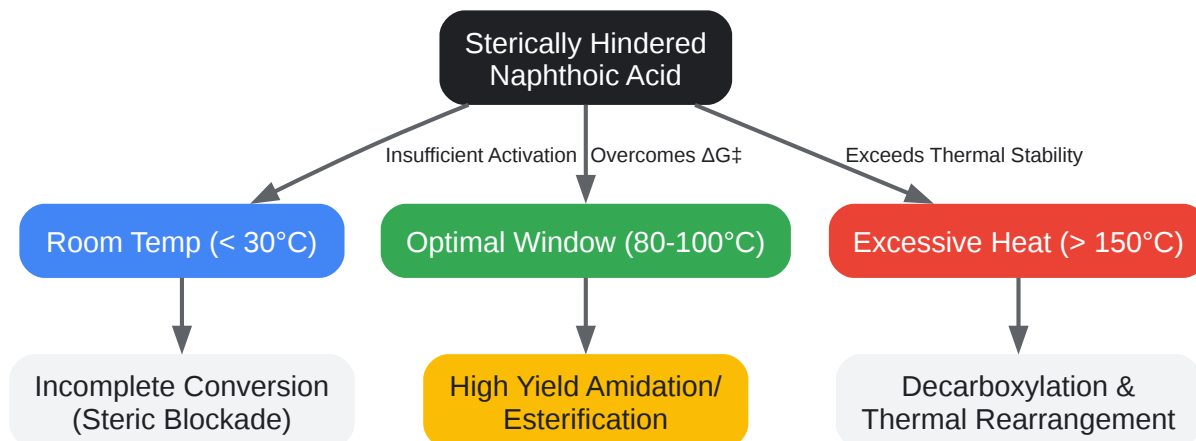 Sterically Hindered
Naphthoic Acid
Insufficient Activation
Overcomes ΔG‡
Exceeds Thermal Stability
Room Temp (< 30°C)
Optimal Window (80-100°C)
Excessive Heat (> 150°C)
Incomplete Conversion
(Steric Blockade)
High Yield Amidation/
Esterification
Decarboxylation &
Thermal Rearrangement